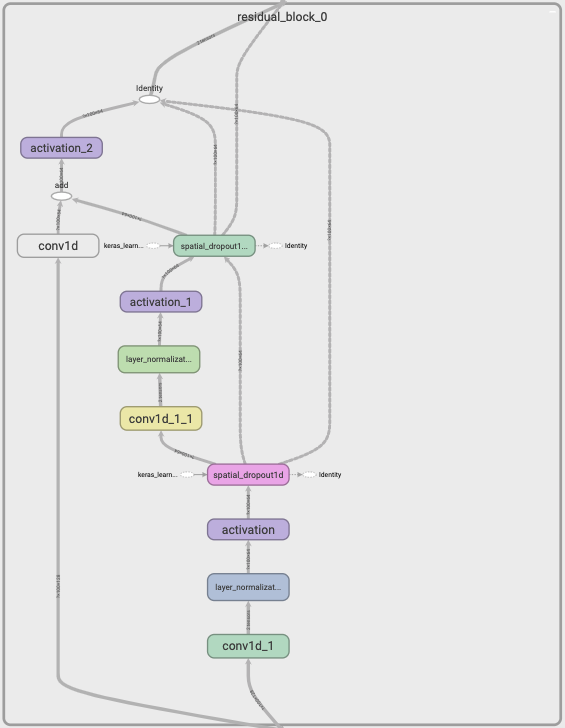 residual_block_0
Identity
activation_2
add
conv1d
keras_learn...
spatial_dropout1...
Identity
activation_1
layer_normalizat...
conv1d_1_1
keras_learn...
spatial_dropout1d
Identity
activation
layer_normalizat...
conv1d_1